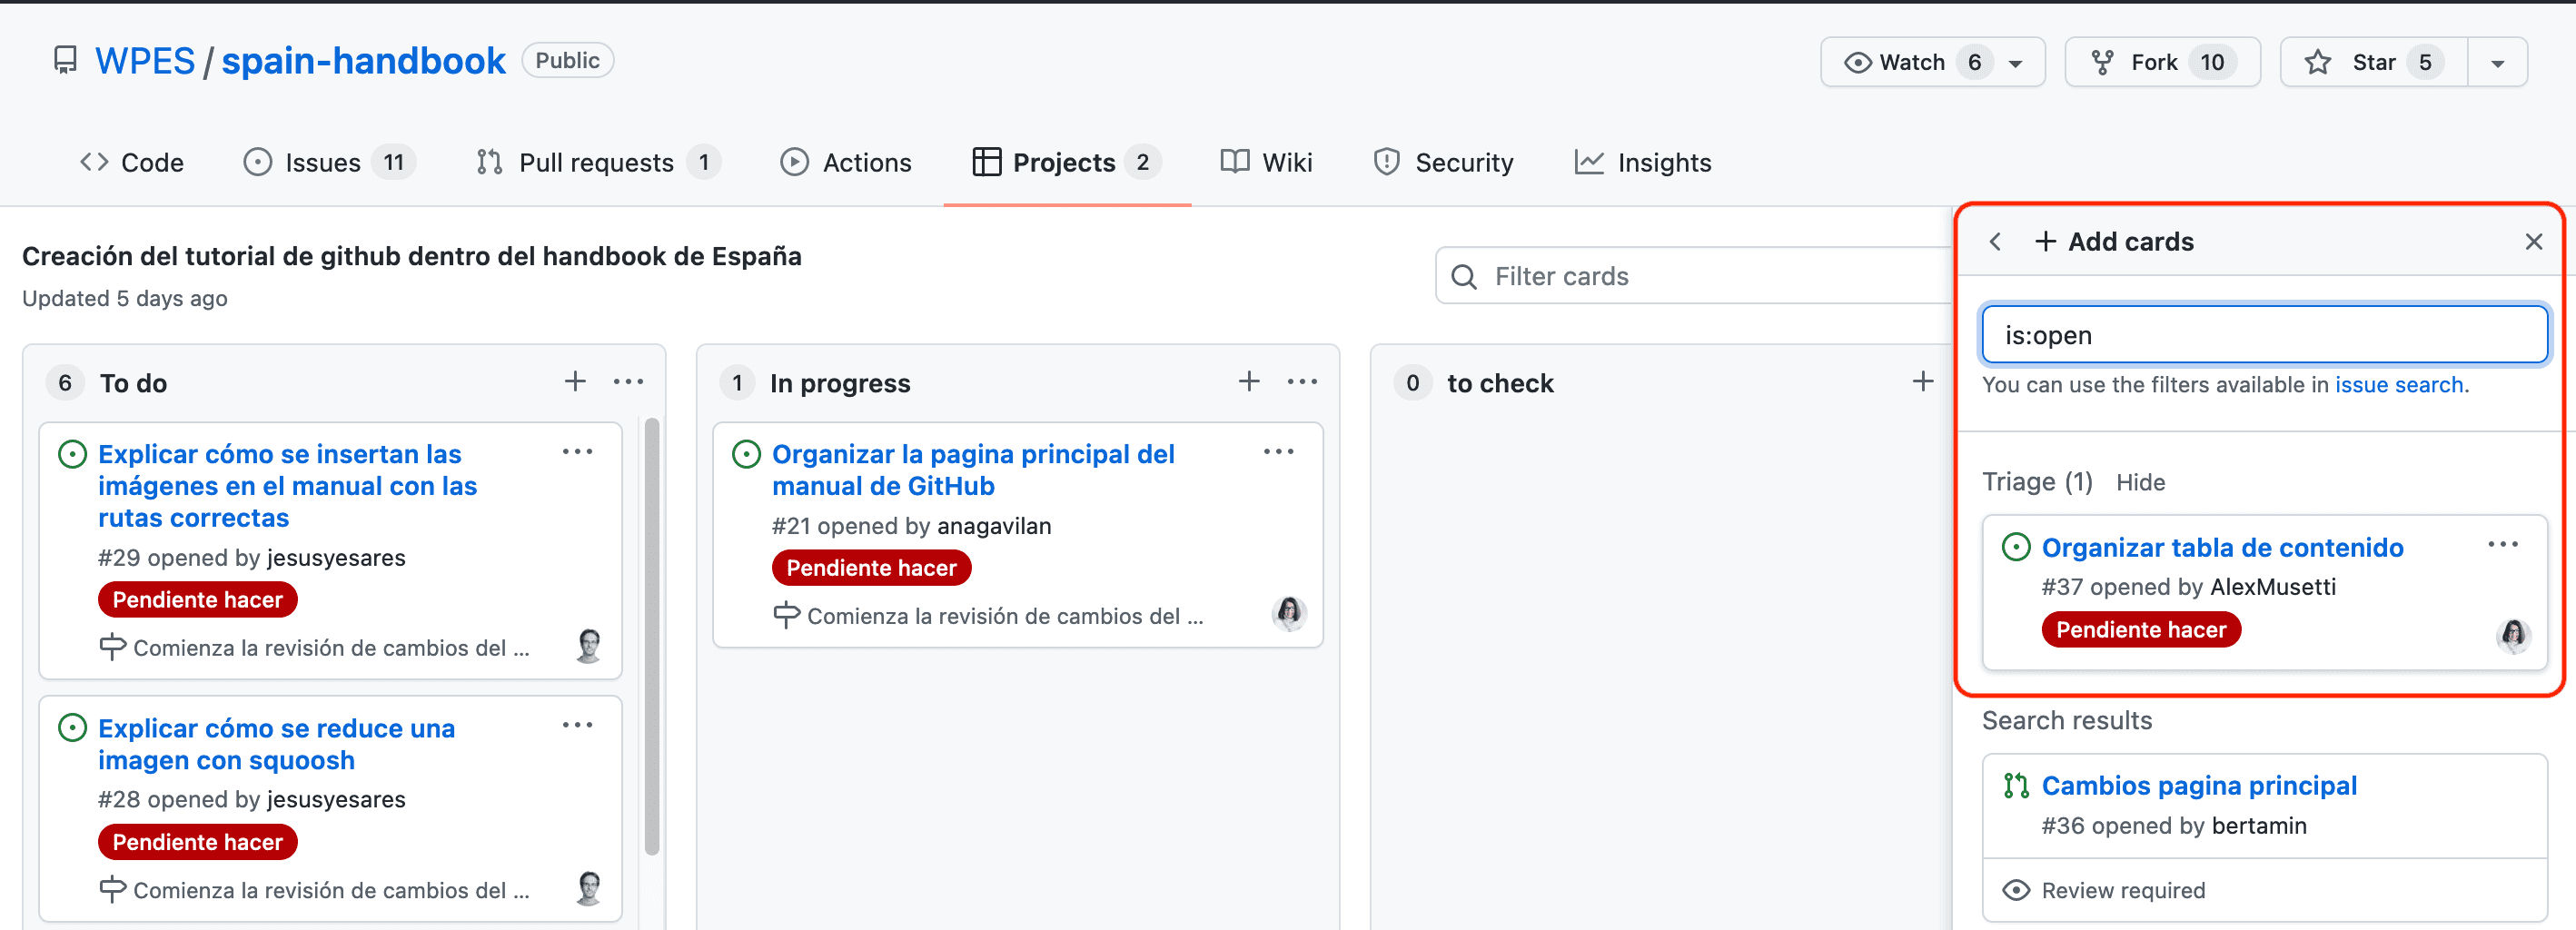 WPES / spain-handbook Public
Watch 6
Fork 10
Star 5
Code
Issues 11
Pull requests 1
Actions
Projects 2
Wiki
Security
Insights
Creación del tutorial de github dentro del handbook de España
Updated 5 days ago
Filter cards
6 To do
Explicar cómo se insertan las
imágenes en el manual con las
rutas correctas
#29 opened by jesusyesares
Pendiente hacer
Comienza la revisión de cambios del ...
Explicar cómo se reduce una
imagen con squoosh
#28 opened by jesusyesares
Pendiente hacer
Comienza la revisión de cambios del ...
1 In progress
Organizar la pagina principal del
manual de GitHub
#21 opened by anagavilan
Pendiente hacer
Comienza la revisión de cambios del ...
0 to check
Add cards
is:open
You can use the filters available in issue search.
Triage (1) Hide
Organizar tabla de contenido
#37 opened by AlexMusetti
Pendiente hacer
Search results
Cambios pagina principal
#36 opened by bertamin
Review required